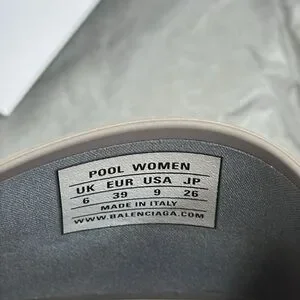 POOL WOMEN
UK EUR USA JP
6 39 9 26
MADE IN ITALY
WWW.BALENCIAGA.COM